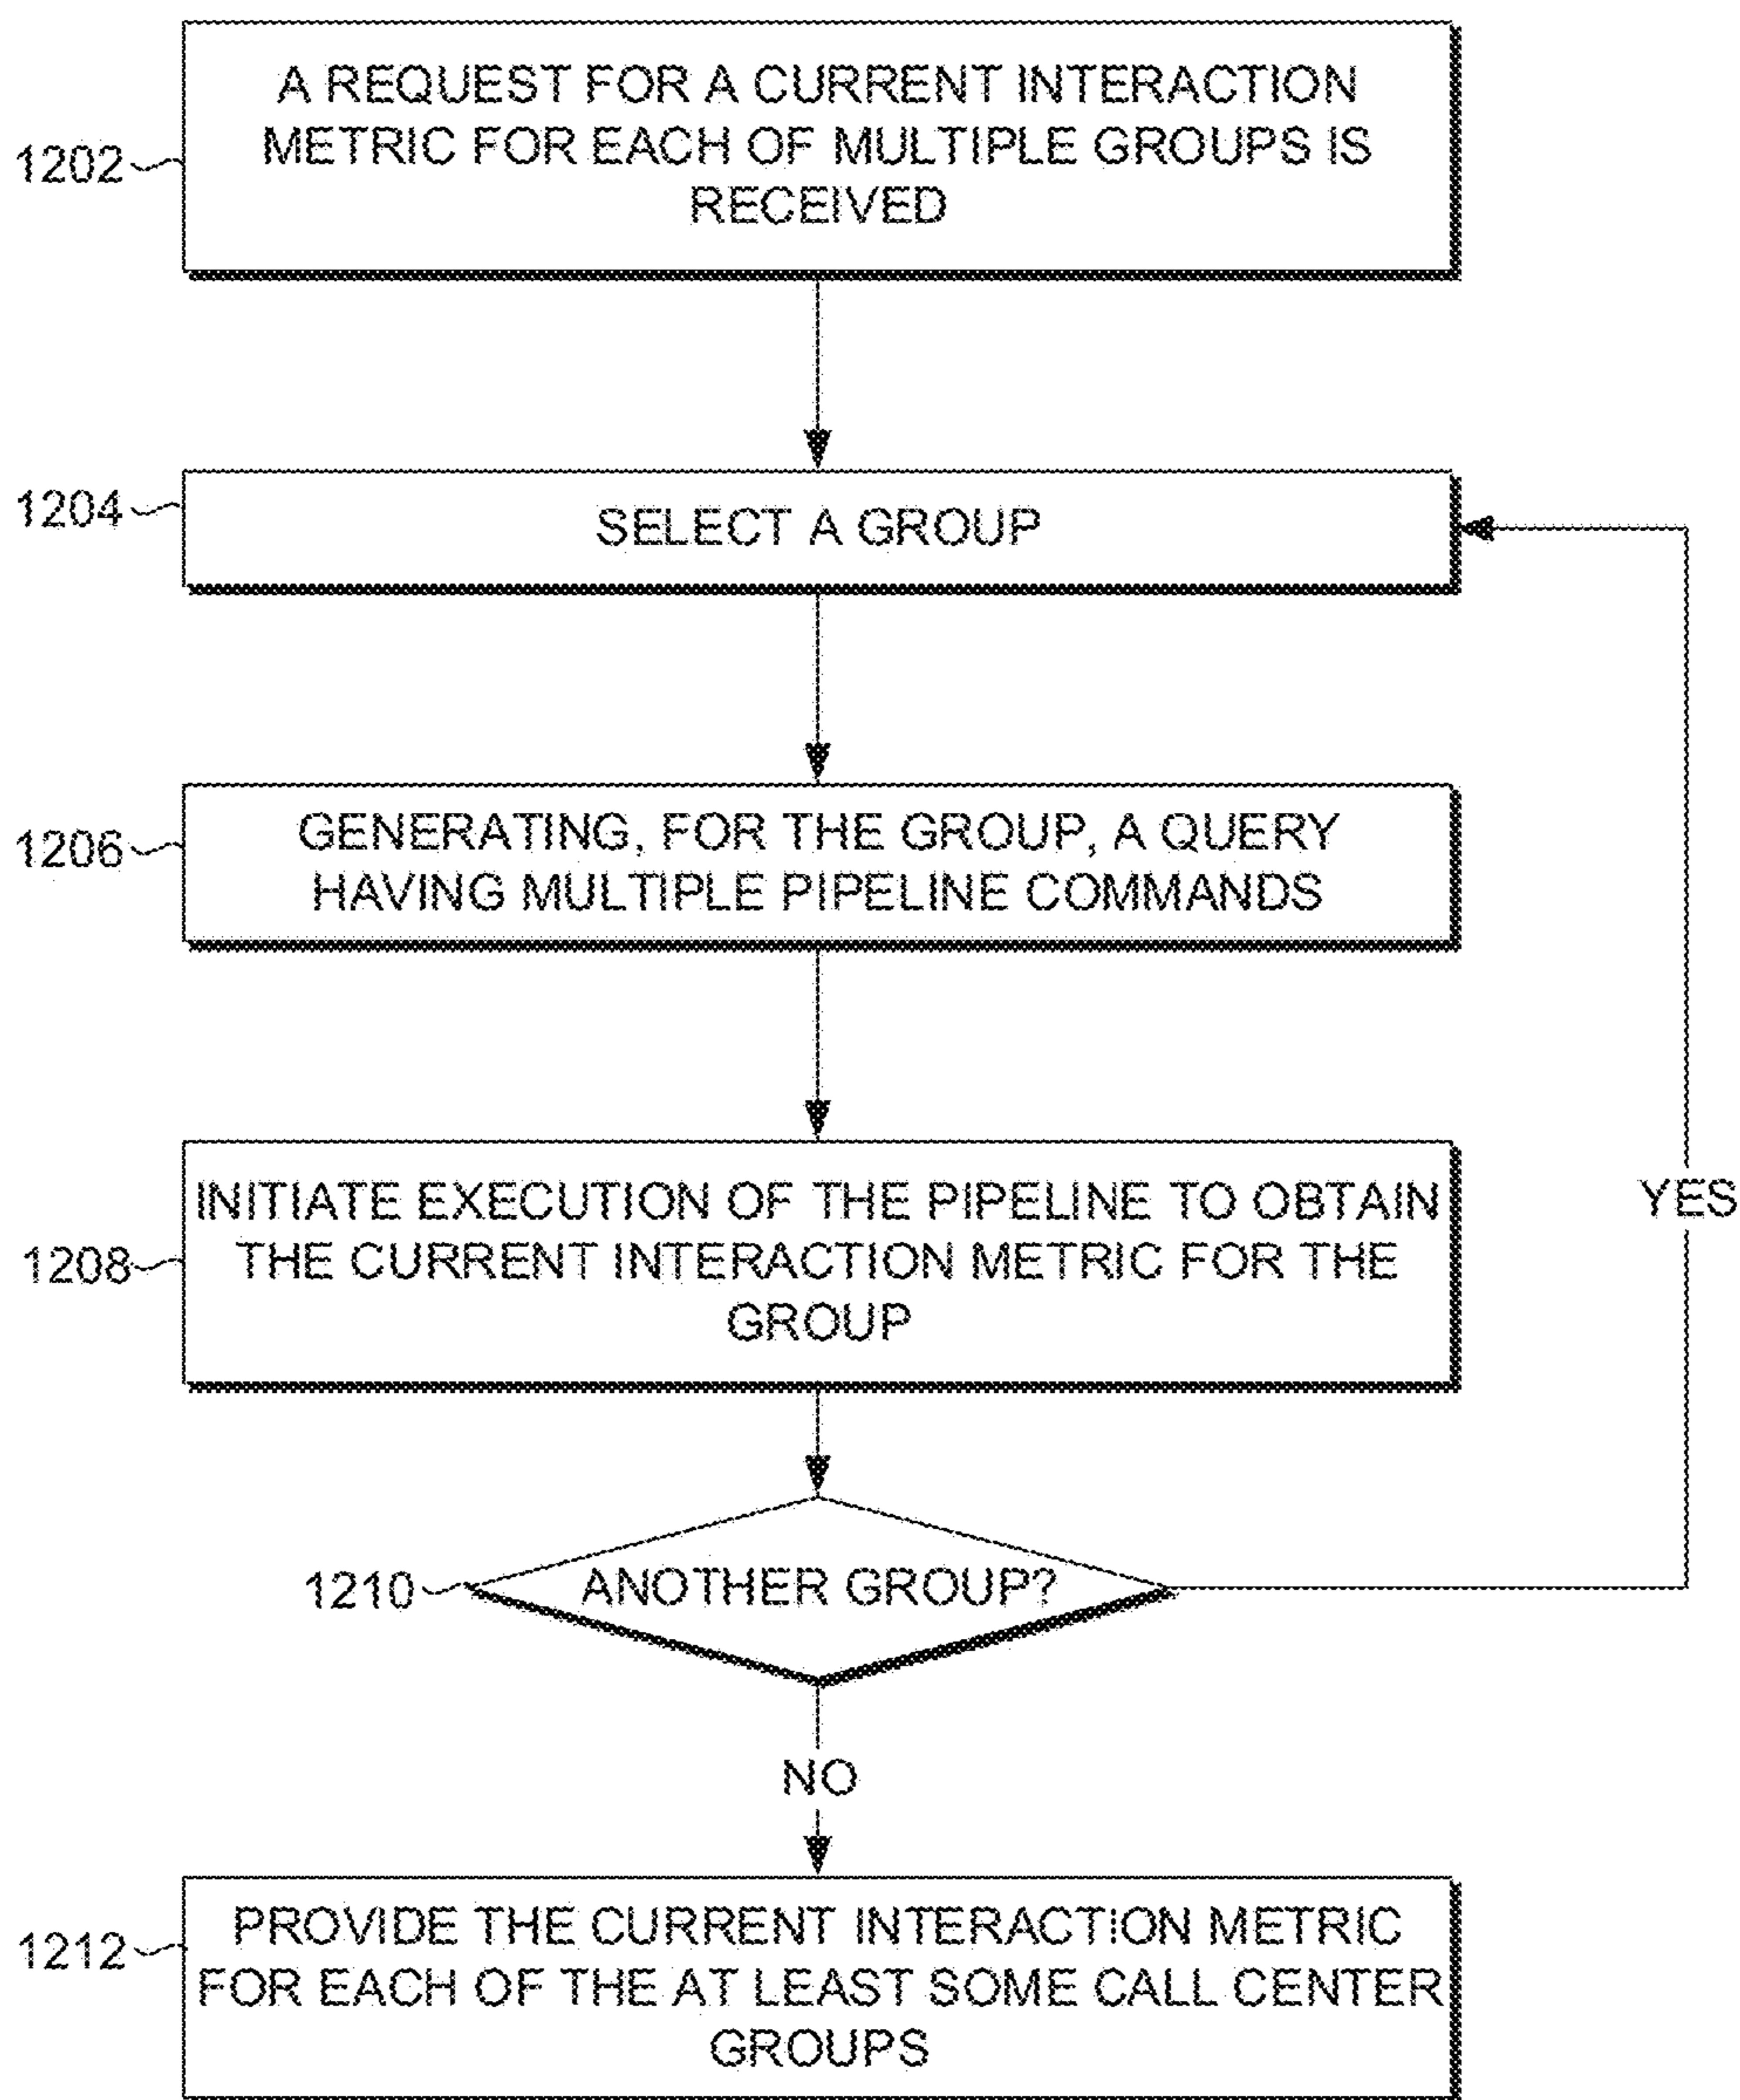 A REQUEST FOR A CURRENT INTERACTION
METRIC FOR EACH OF MULTIPLE GROUPS IS
RECEIVED
1202
1204
SELECT A GROUP
1206
GENERATING, FOR THE GROUP, A QUERY
HAVING MULTIPLE PIPELINE COMMANDS
INITIATE EXECUTION OF THE PIPELINE TO OBTAIN
THE CURRENT INTERACTION METRIC FOR THE
GROUP
1208
YES
1210
ANOTHER GROUP?
NO
PROVIDE THE CURRENT INTERACTION METRIC
FOR EACH OF THE AT LEAST SOME CALL CENTER
GROUPS
1212